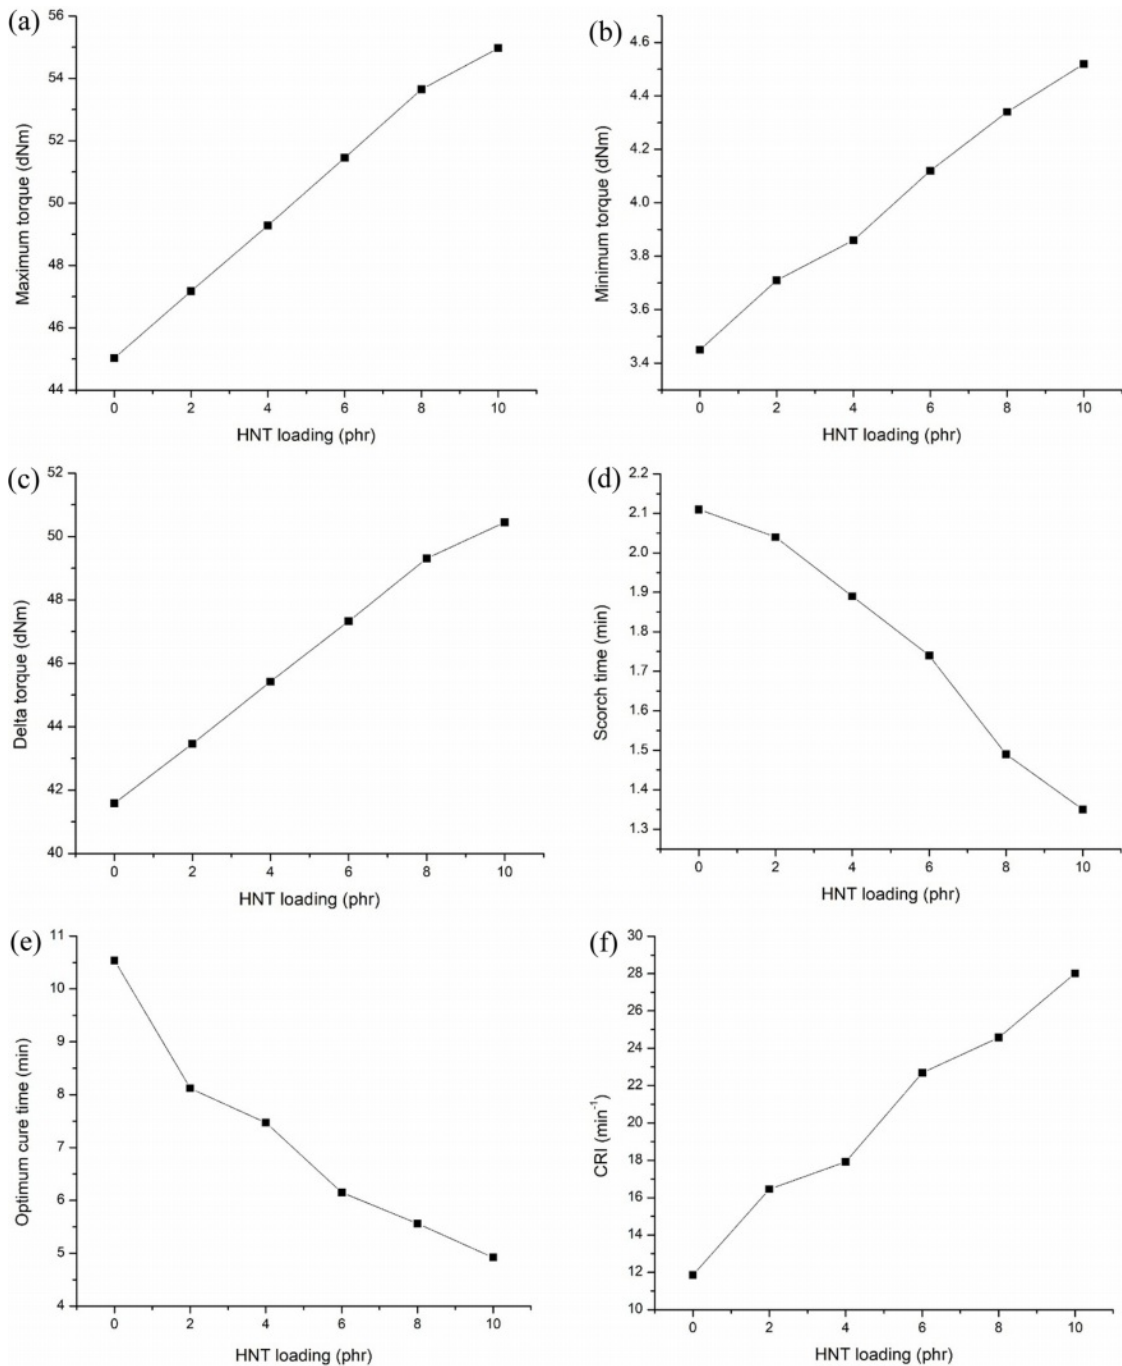 (a)
56
54
52
50
48
46
44
Maximum torque (dNm)
0 2 4 6 8 10
HNT loading (phr)
(b)
4.6
4.4
4.2
4.0
3.8
3.6
3.4
Minimum torque (dNm)
0 2 4 6 8 10
HNT loading (phr)
(c)
52
50
48
46
44
42
40
Delta torque (dNm)
0 2 4 6 8 10
HNT loading (phr)
(d)
2.2
2.1
2.0
1.9
1.8
1.7
1.6
1.5
1.4
1.3
Scorch time (min)
0 2 4 6 8 10
HNT loading (phr)
(e)
11
10
9
8
7
6
5
4
Optimum cure time (min)
0 2 4 6 8 10
HNT loading (phr)
(f)
30
28
26
24
22
20
18
16
14
12
10
CRI (min⁻¹)
0 2 4 6 8 10
HNT loading (phr)